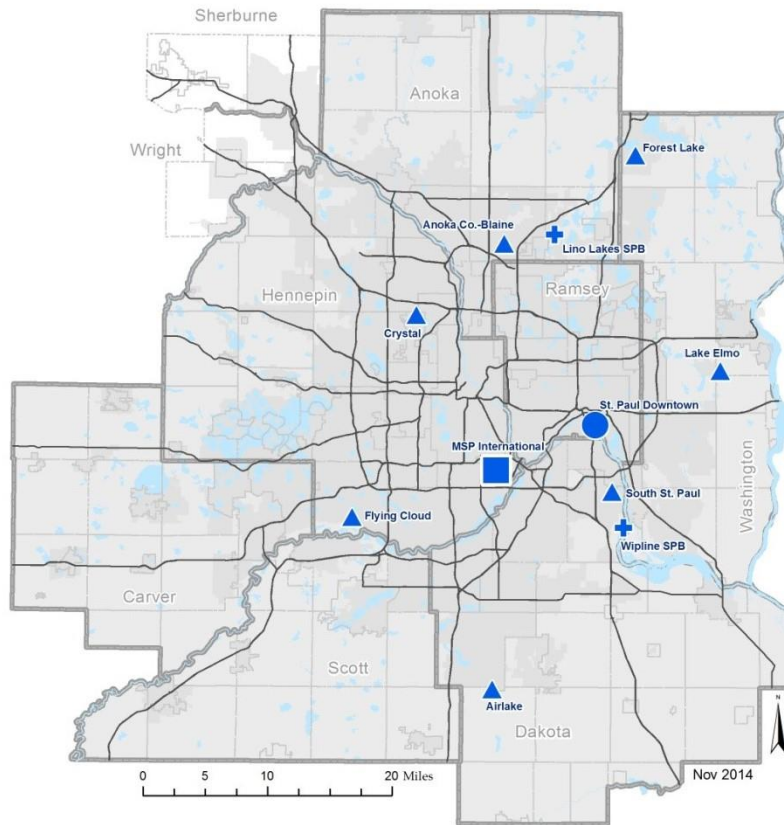 Sherburne
Anoka
Wright
Forest Lake
Anoka Co.-Blaine
Lino Lakes SPB
Hennepin
Ramsey
Crystal
Lake Elmo
St. Paul Downtown
MSP International
South St. Paul
Washington
Flying Cloud
Wipline SPB
Carver
Scott
Airlake
Dakota
N
Nov 2014
0 5 10 20 Miles